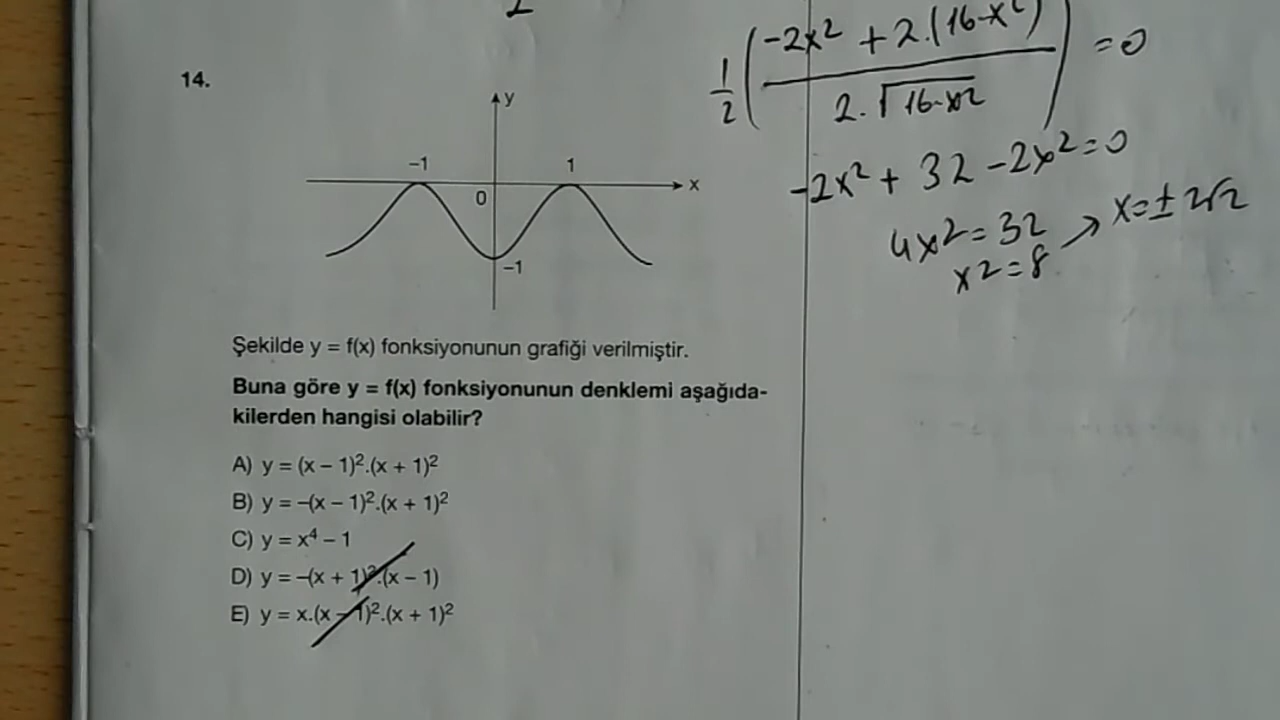 14.
y
-1
1
0
x
-1
Şekilde y = f(x) fonksiyonunun grafiği verilmiştir.
Buna göre y = f(x) fonksiyonunun denklemi aşağıda-
kilerden hangisi olabilir?
A) y = (x – 1)².(x + 1)²
B) y = –(x – 1)².(x + 1)²
C) y = x⁴ – 1
D) y = –(x + 1)².(x – 1)
E) y = x.(x – 1)².(x + 1)²
1/2 ( (-2x² + 2.(16-x²)) / (2.√(16-x²)) ) = 0
-2x² + 32 - 2x² = 0
4x² = 32 → x = ± 2√2
x² = 8